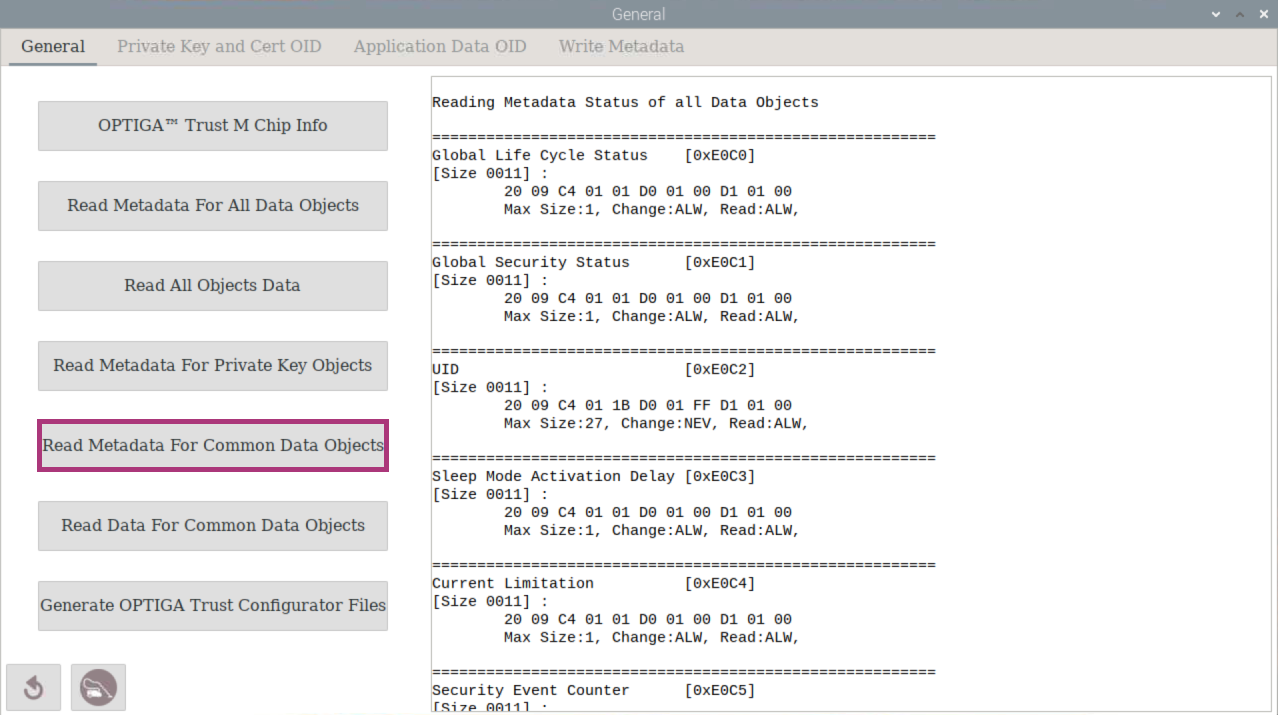 General
General Private Key and Cert OID Application Data OID Write Metadata
OPTIGA™ Trust M Chip Info
Read Metadata For All Data Objects
Read All Objects Data
Read Metadata For Private Key Objects
Read Metadata For Common Data Objects
Read Data For Common Data Objects
Generate OPTIGA Trust Configurator Files
Reading Metadata Status of all Data Objects
========================================================
Global Life Cycle Status [0xE0C0]
[Size 0011] :
20 09 C4 01 01 D0 01 00 D1 01 00
Max Size:1, Change:ALW, Read:ALW,
========================================================
Global Security Status [0xE0C1]
[Size 0011] :
20 09 C4 01 01 D0 01 00 D1 01 00
Max Size:1, Change:ALW, Read:ALW,
========================================================
UID [0xE0C2]
[Size 0011] :
20 09 C4 01 1B D0 01 FF D1 01 00
Max Size:27, Change:NEV, Read:ALW,
========================================================
Sleep Mode Activation Delay [0xE0C3]
[Size 0011] :
20 09 C4 01 01 D0 01 00 D1 01 00
Max Size:1, Change:ALW, Read:ALW,
========================================================
Current Limitation [0xE0C4]
[Size 0011] :
20 09 C4 01 01 D0 01 00 D1 01 00
Max Size:1, Change:ALW, Read:ALW,
========================================================
Security Event Counter [0xE0C5]
[Size 0011] :